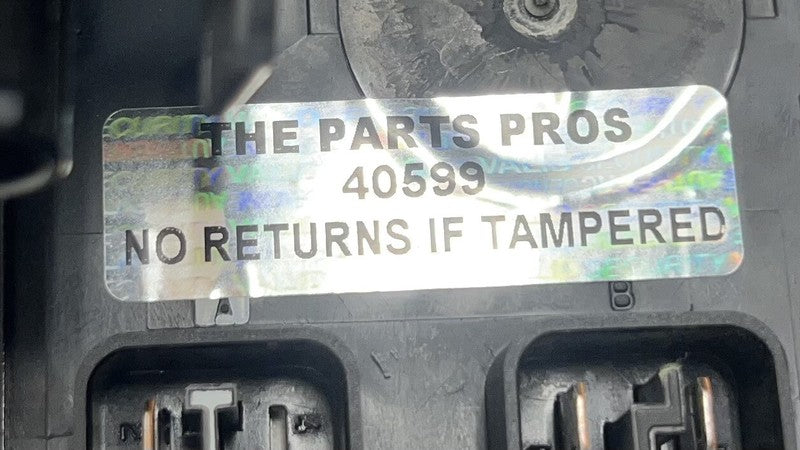 THE PARTS PROS
40599
NO RETURNS IF TAMPERED
A
B